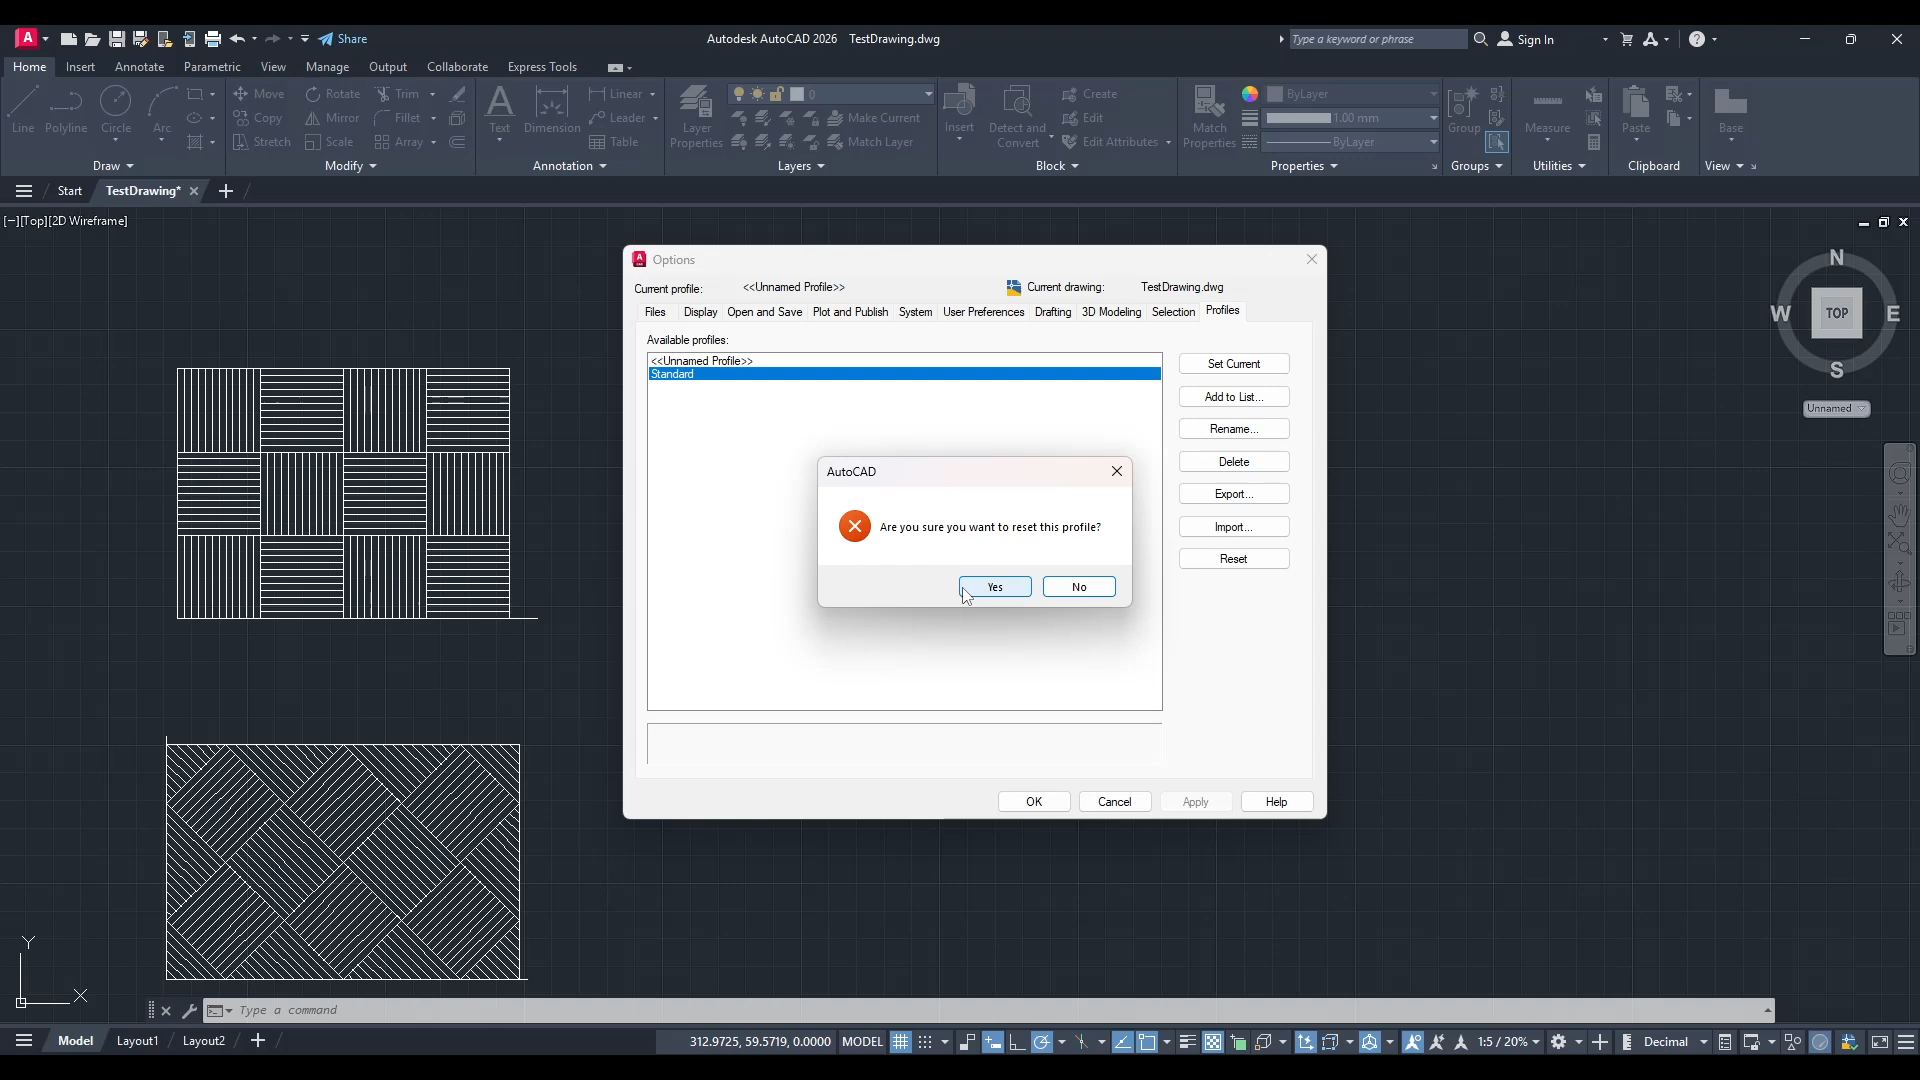 A Share Autodesk AutoCAD 2026 TestDrawing.dwg Type a keyword or phrase Sign In
Home Insert Annotate Parametric View Manage Output Collaborate Express Tools
Move Rotate Trim Linear 0 Create ByLayer
Copy Mirror Fillet Leader Make Current Edit 1.00 mm
Line Polyline Circle Arc Text Dimension Layer Properties Insert Detect and Convert Match Properties Group Measure Paste Base
Stretch Scale Array Table Match Layer Edit Attributes ByLayer
Draw Modify Annotation Layers Block Properties Groups Utilities Clipboard View
Start TestDrawing* +
[−][Top][2D Wireframe]
N
W TOP E
S
Unnamed
Options
Current profile: <<Unnamed Profile>> Current drawing: TestDrawing.dwg
Files Display Open and Save Plot and Publish System User Preferences Drafting 3D Modeling Selection Profiles
Available profiles:
<<Unnamed Profile>>
Standard
Set Current
Add to List...
Rename...
Delete
Export...
Import...
Reset
AutoCAD
Are you sure you want to reset this profile?
Yes No
OK Cancel Apply Help
Y
X
Type a command
Model Layout1 Layout2 + 312.9725, 59.5719, 0.0000 MODEL 1:5 / 20% Decimal